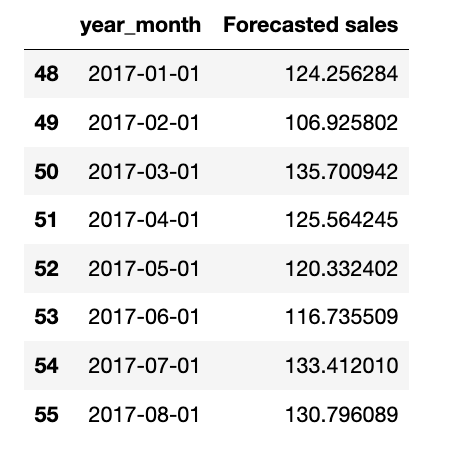 year_month Forecasted sales
48 2017-01-01 124.256284
49 2017-02-01 106.925802
50 2017-03-01 135.700942
51 2017-04-01 125.564245
52 2017-05-01 120.332402
53 2017-06-01 116.735509
54 2017-07-01 133.412010
55 2017-08-01 130.796089